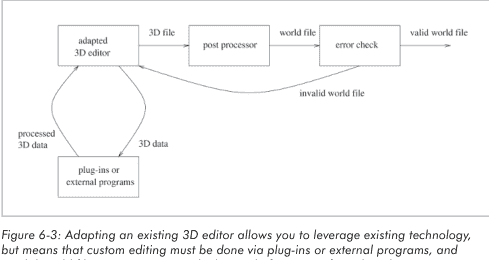 adapted
3D editor
3D file
post processor
world file
error check
valid world file
invalid world file
processed
3D data
3D data
plug-ins or
external programs
Figure 6-3: Adapting an existing 3D editor allows you to leverage existing technology,
but means that custom editing must be done via plug-ins or external programs, and